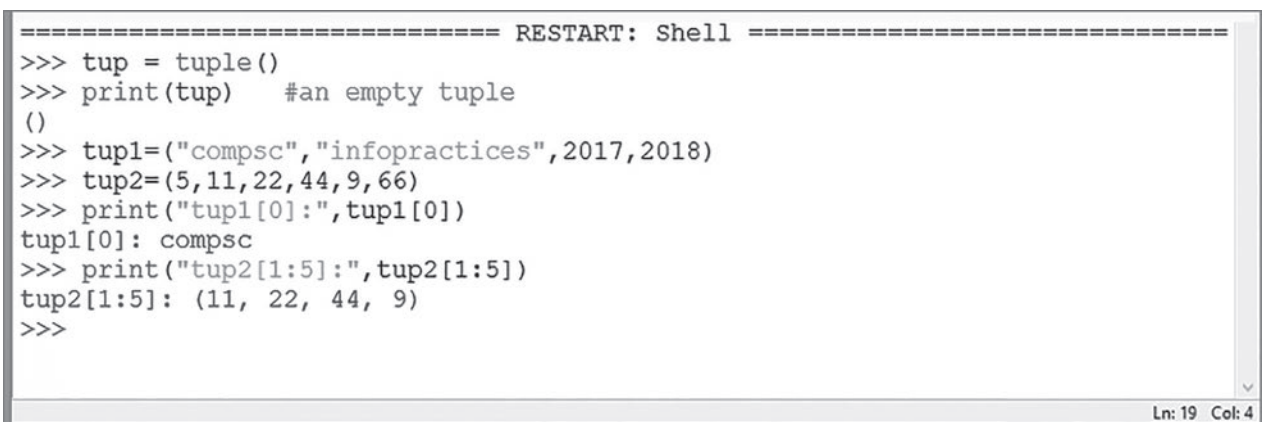 =============================== RESTART: Shell ===============================
>>> tup = tuple()
>>> print(tup)   #an empty tuple
()
>>> tup1=("compsc","infopractices",2017,2018)
>>> tup2=(5,11,22,44,9,66)
>>> print("tup1[0]:",tup1[0])
tup1[0]: compsc
>>> print("tup2[1:5]:",tup2[1:5])
tup2[1:5]: (11, 22, 44, 9)
>>>
Ln: 19 Col: 4